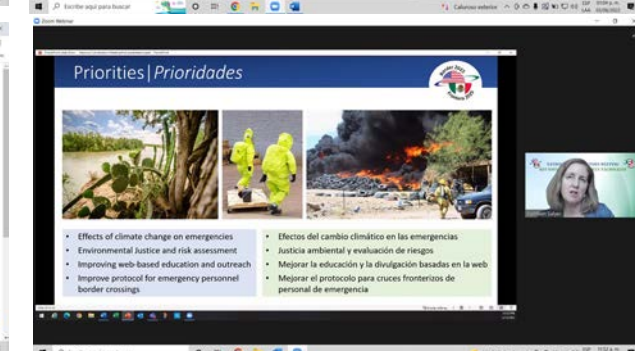 Escribe aquí para buscar
Caluroso exterior
ESP
Zoom Webinar
Priorities | Prioridades
• Effects of climate change on emergencies
• Environmental Justice and risk assessment
• Improving web-based education and outreach
• Improve protocol for emergency personnel
border crossings
• Efectos del cambio climático en las emergencias
• Justicia ambiental y evaluación de riesgos
• Mejorar la educación y la divulgación basadas en la web
• Mejorar el protocolo para cruces fronterizos de
personal de emergencia